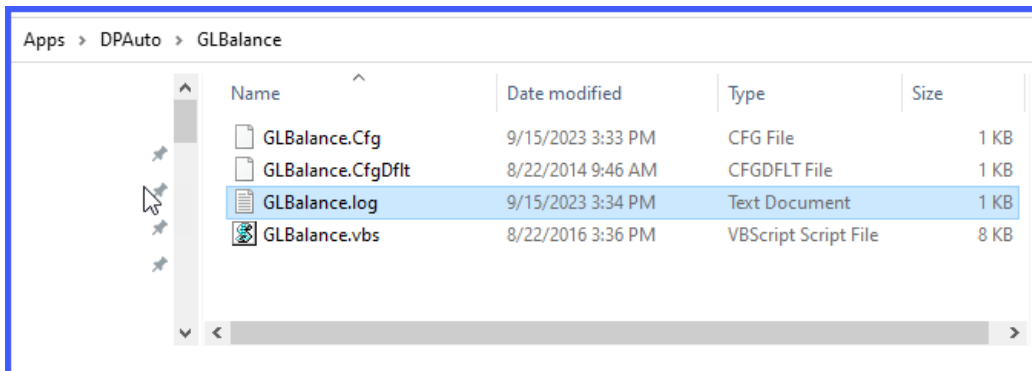 Apps > DPAuto > GLBalance
Name Date modified Type Size
GLBalance.Cfg 9/15/2023 3:33 PM CFG File 1 KB
GLBalance.CfgDflt 8/22/2014 9:46 AM CFGDFLT File 1 KB
GLBalance.log 9/15/2023 3:34 PM Text Document 1 KB
GLBalance.vbs 8/22/2016 3:36 PM VBScript Script File 8 KB